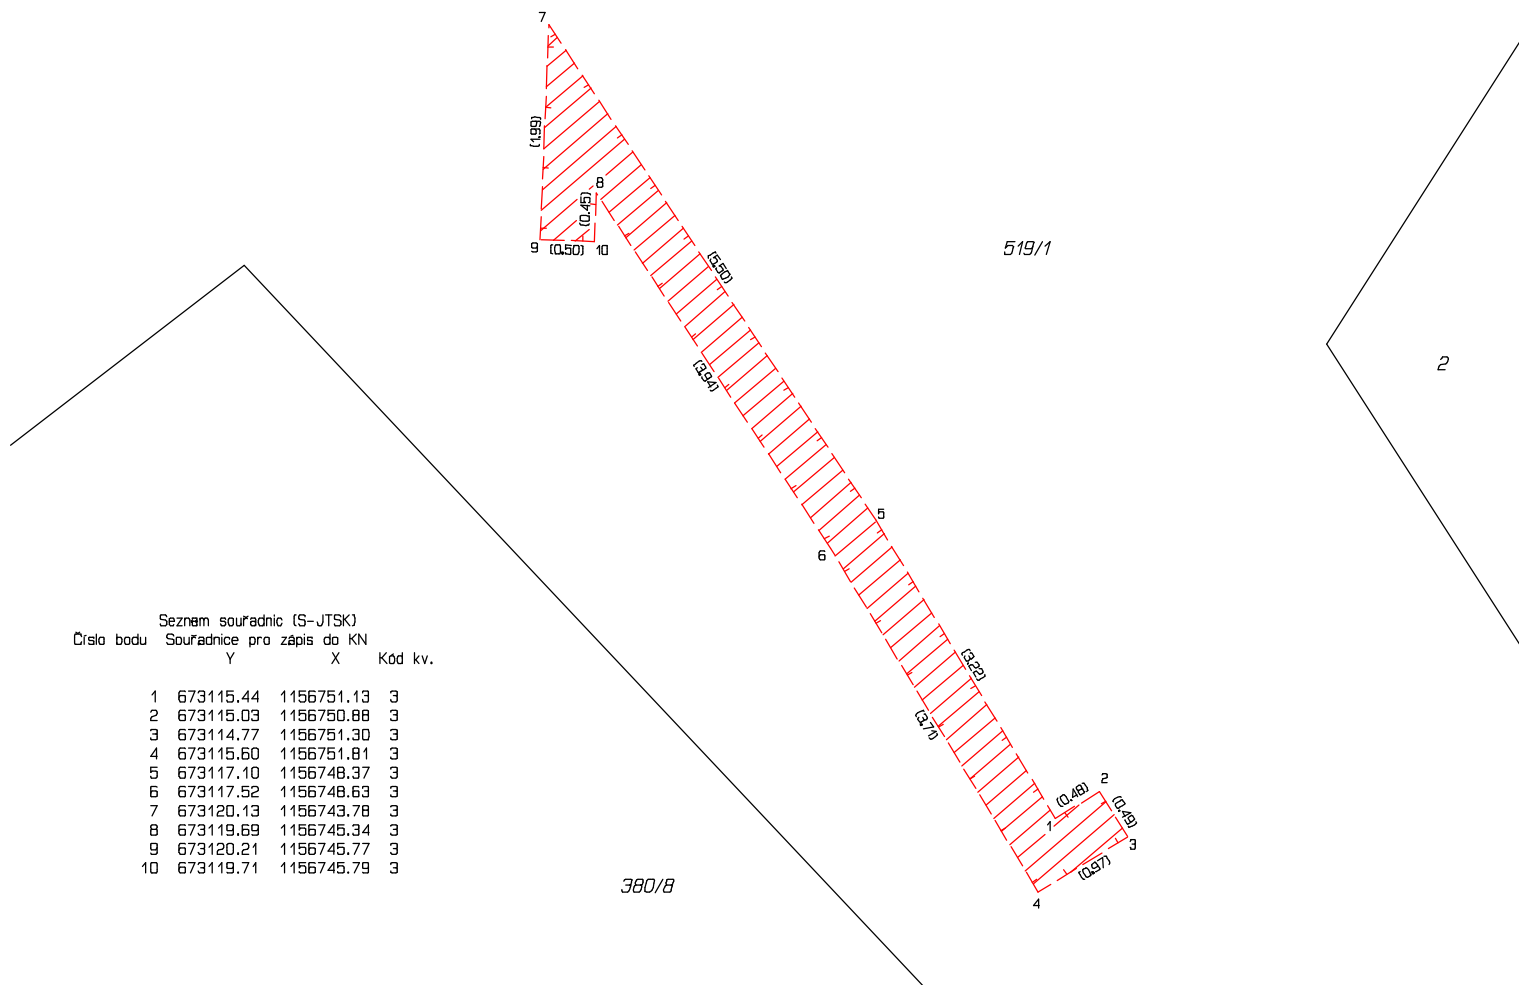 7
(1.99)
8
(0.45)
9
(0.50)
10
(5.50)
519/1
2
(3.94)
5
6
(3.22)
(3.71)
2
(0.48)
(0.49)
1
3
(0.97)
4
380/8
Seznam souřadnic (S-JTSK)
Číslo bodu Souřadnice pro zápis do KN
Y X Kód kv.
1 673115.44 1156751.13 3
2 673115.03 1156750.88 3
3 673114.77 1156751.30 3
4 673115.60 1156751.81 3
5 673117.10 1156748.37 3
6 673117.52 1156748.63 3
7 673120.13 1156743.78 3
8 673119.69 1156745.34 3
9 673120.21 1156745.77 3
10 673119.71 1156745.79 3